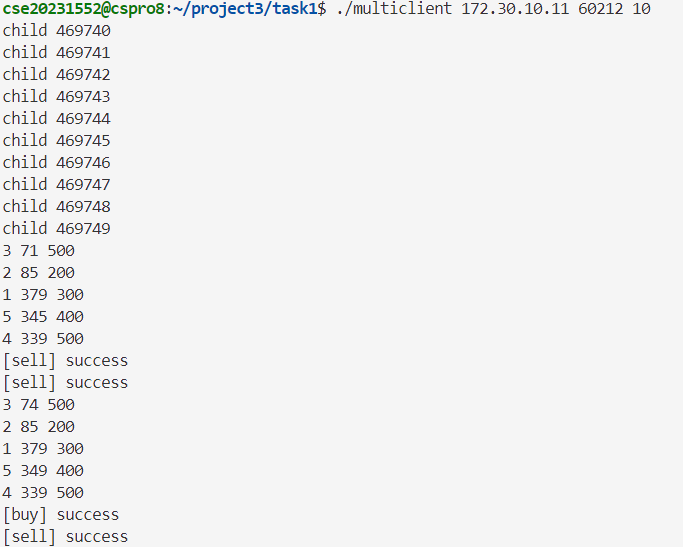 cse20231552@cspro8:~/project3/task1$ ./multiclient 172.30.10.11 60212 10
child 469740
child 469741
child 469742
child 469743
child 469744
child 469745
child 469746
child 469747
child 469748
child 469749
3 71 500
2 85 200
1 379 300
5 345 400
4 339 500
[sell] success
[sell] success
3 74 500
2 85 200
1 379 300
5 349 400
4 339 500
[buy] success
[sell] success